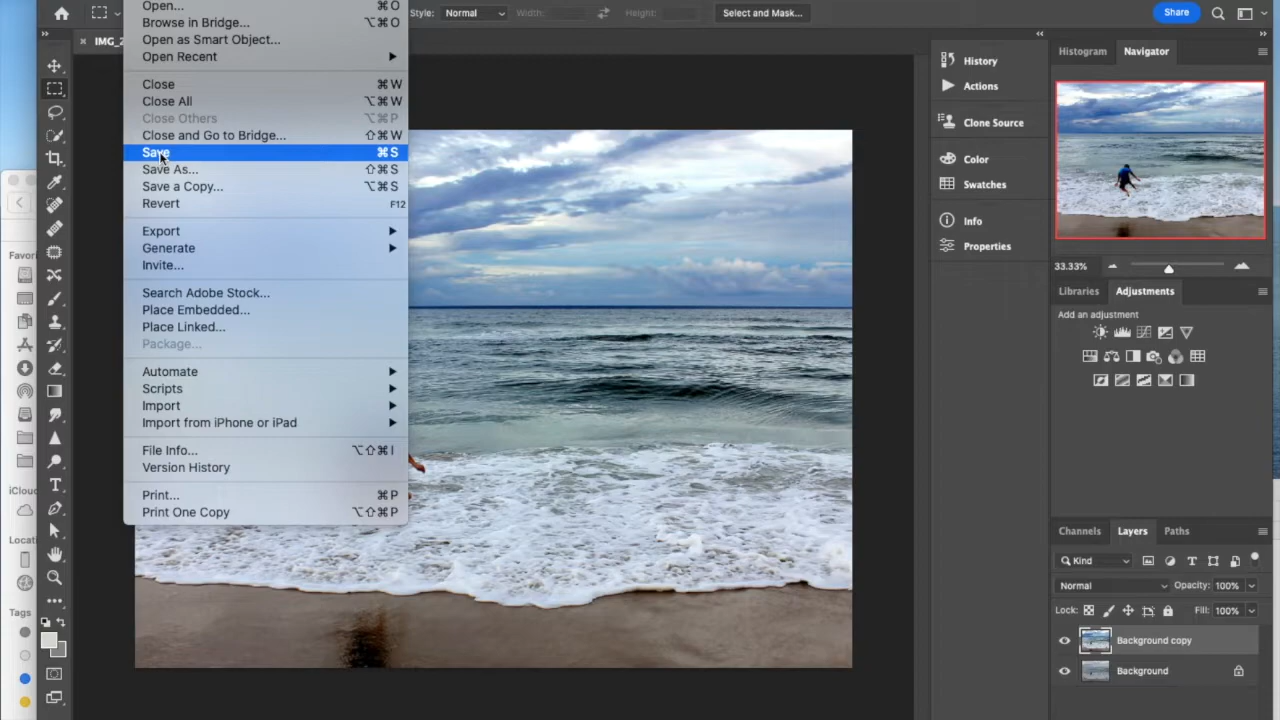 Open... ⌘O
Style: Normal Width: Height: Select and Mask... Share
Browse in Bridge... ⌥⌘O
× IMG_2
Open as Smart Object...
Open Recent
Close ⌘W
Close All ⌥⌘W
Close Others ⌥⌘P
Close and Go to Bridge... ⇧⌘W
Save ⌘S
Save As... ⇧⌘S
Save a Copy... ⌥⌘S
Revert F12
Export
Generate
Invite...
Search Adobe Stock...
Place Embedded...
Place Linked...
Package...
Automate
Scripts
Import
Import from iPhone or iPad
File Info... ⌥⇧⌘I
Version History
Print... ⌘P
Print One Copy ⌥⇧⌘P
Favori
iClou
Locati
Tags
History
Actions
Clone Source
Color
Swatches
Info
Properties
Histogram Navigator
33.33%
Libraries Adjustments
Add an adjustment
Channels Layers Paths
Kind
Normal Opacity: 100%
Lock: Fill: 100%
Background copy
Background